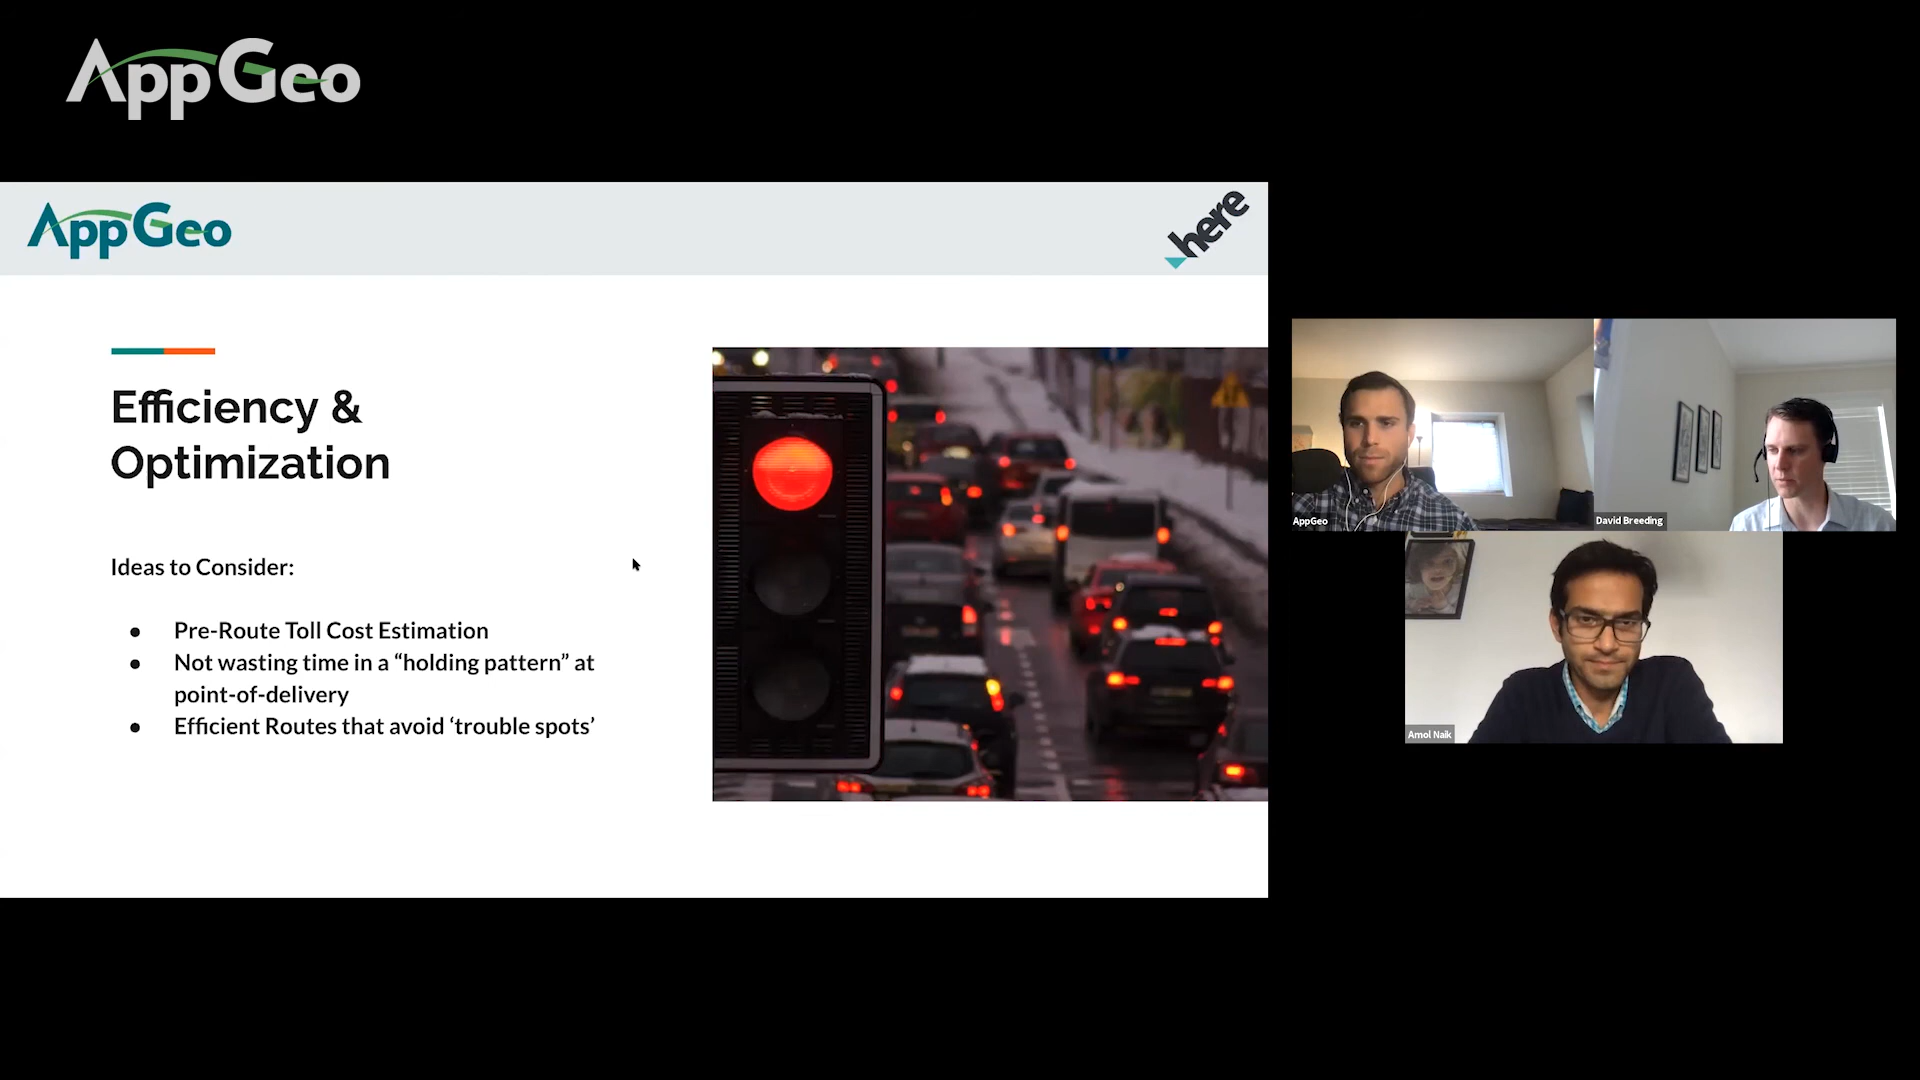 AppGeo
AppGeo
here
Efficiency &
Optimization
Ideas to Consider:
● Pre-Route Toll Cost Estimation
● Not wasting time in a “holding pattern” at
point-of-delivery
● Efficient Routes that avoid ‘trouble spots’
AppGeo
David Breeding
Amol Naik